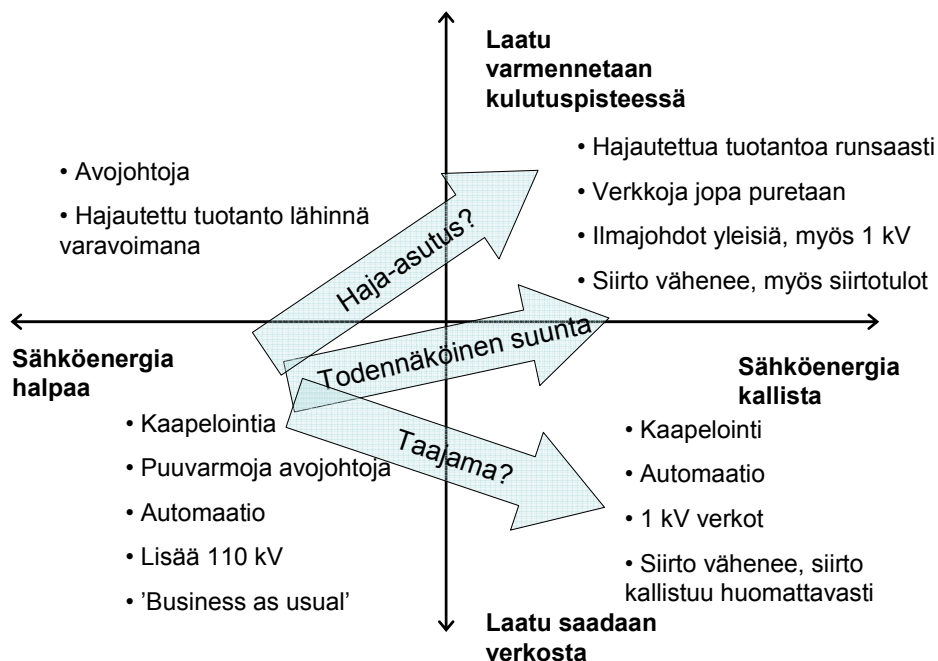 Laatu
varmennetaan
kulutuspisteessä
• Avojohtoja
• Hajautettu tuotanto lähinnä
varavoimana
• Hajautettua tuotantoa runsaasti
• Verkkoja jopa puretaan
• Ilmajohdot yleisiä, myös 1 kV
• Siirto vähenee, myös siirtotulot
Haja-asutus?
Todennäköinen suunta
Taajama?
Sähköenergia
halpaa
Sähköenergia
kallista
• Kaapelointia
• Puuvarmoja avojohtoja
• Automaatio
• Lisää 110 kV
• ’Business as usual’
• Kaapelointi
• Automaatio
• 1 kV verkot
• Siirto vähenee, siirto
kallistuu huomattavasti
Laatu saadaan
verkosta